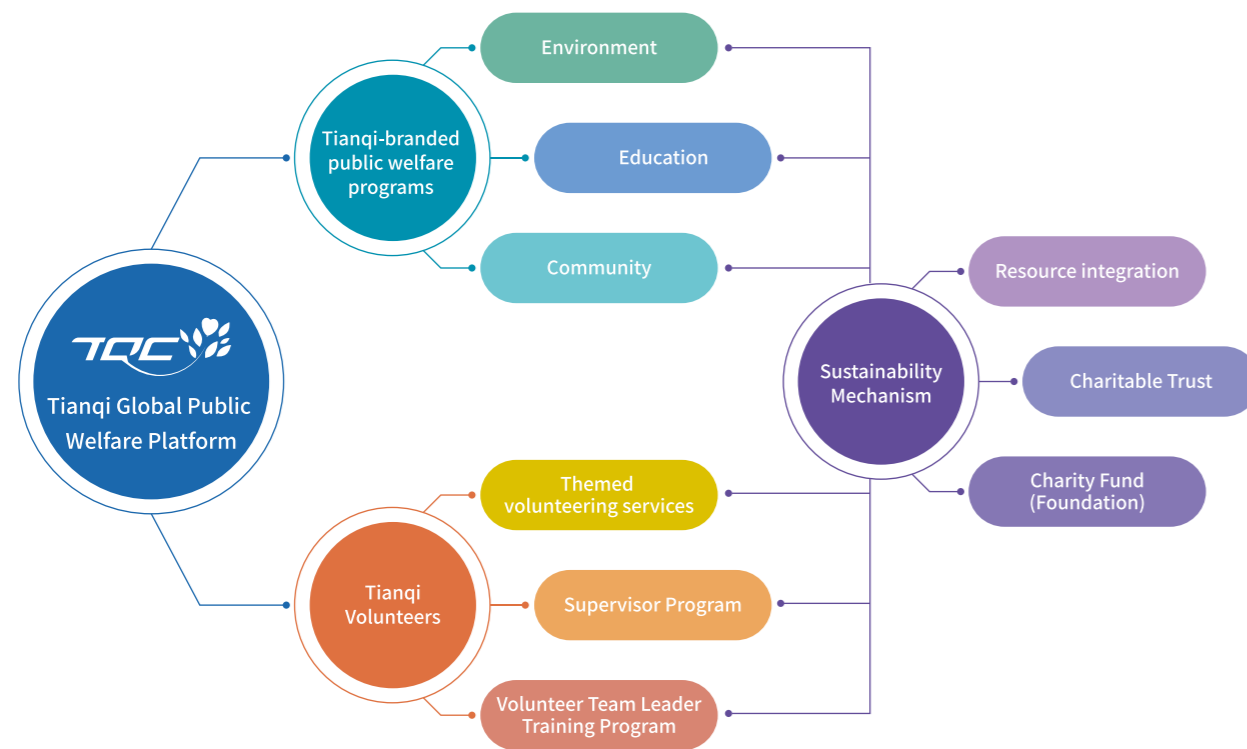 Environment
Tianqi-branded
public welfare
programs
Education
Community
TQC
Tianqi Global Public
Welfare Platform
Resource integration
Sustainability
Mechanism
Charitable Trust
Charity Fund
(Foundation)
Themed
volunteering services
Tianqi
Volunteers
Supervisor Program
Volunteer Team Leader
Training Program